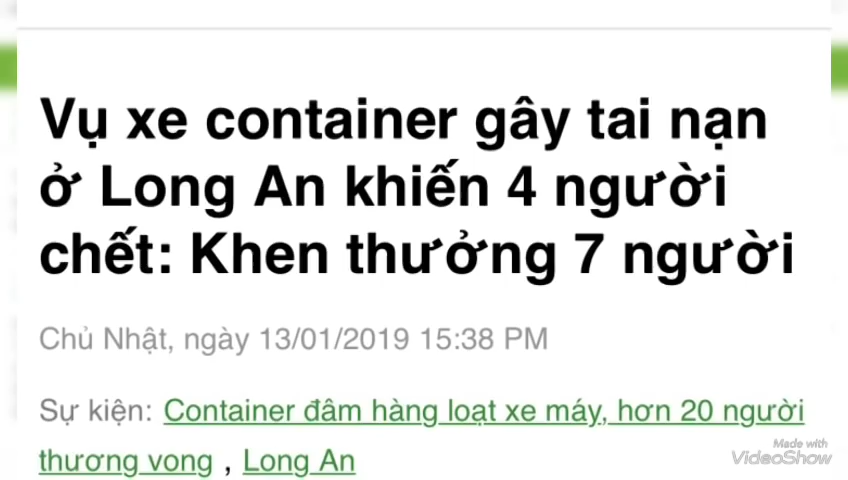 Vụ xe container gây tai nạn
ở Long An khiến 4 người
chết: Khen thưởng 7 người
Chủ Nhật, ngày 13/01/2019 15:38 PM
Sự kiện: Container đâm hàng loạt xe máy, hơn 20 người
thương vong , Long An
Made with
VideoShow